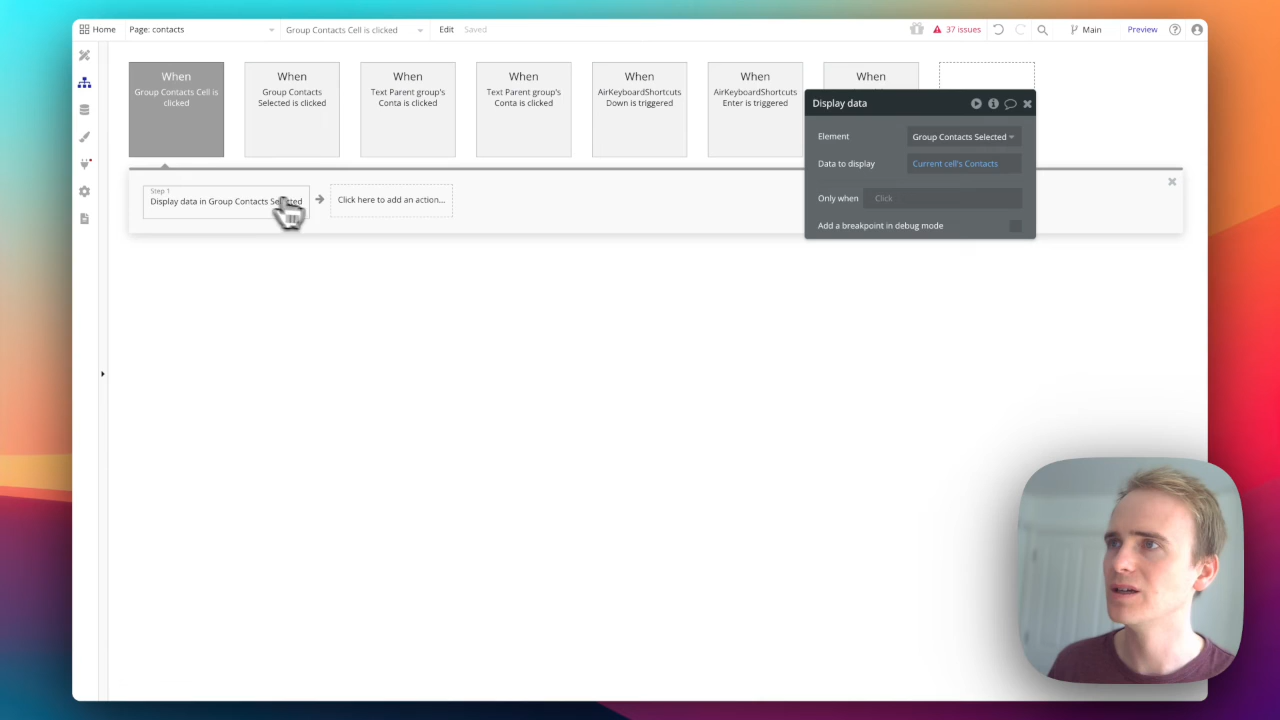 Home
Page: contacts
Group Contacts Cell is clicked
Edit
Saved
37 issues
Main
Preview
When
Group Contacts Cell is
clicked
When
Group Contacts
Selected is clicked
When
Text Parent group's
Conta is clicked
When
Text Parent group's
Conta is clicked
When
AirKeyboardShortcuts
Down is triggered
When
AirKeyboardShortcuts
Enter is triggered
When
Display data
Element
Group Contacts Selected
Data to display
Current cell's Contacts
Only when
Click
Add a breakpoint in debug mode
Step 1
Display data in Group Contacts Selected
Click here to add an action...